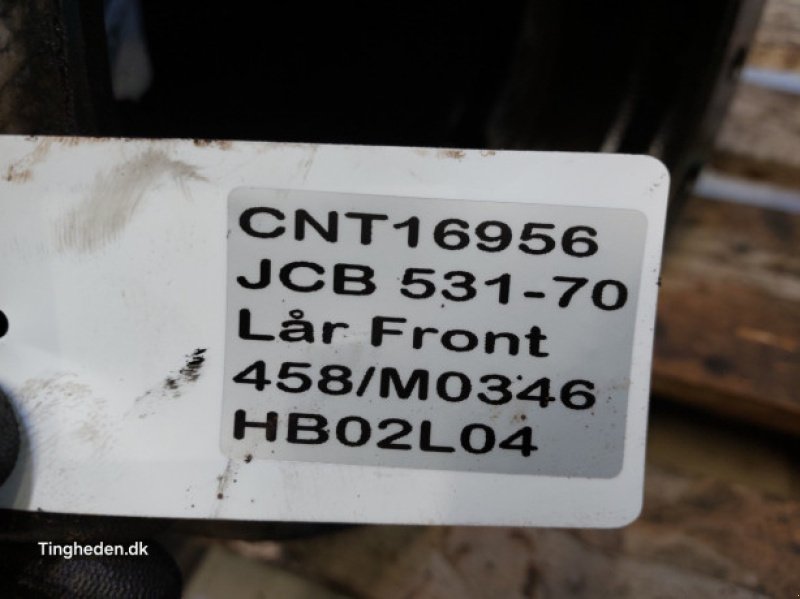 CNT16956
JCB 531-70
Lår Front
458/M0346
HB02L04
Tingheden.dk